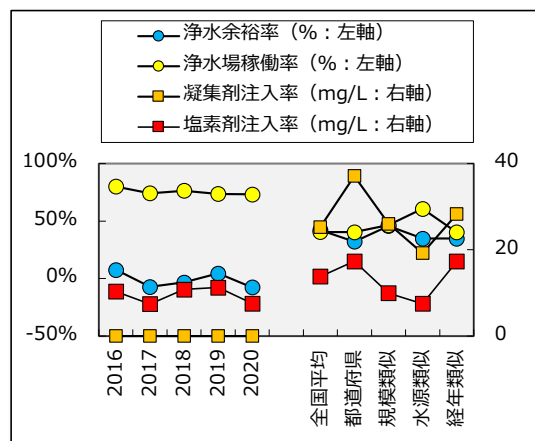 浄水余裕率（%：左軸）
浄水場稼働率（%：左軸）
凝集剤注入率（mg/L：右軸）
塩素剤注入率（mg/L：右軸）
100%
50%
0%
-50%
40
20
0
2016
2017
2018
2019
2020
全国平均
都道府県
規模類似
水源類似
経年類似